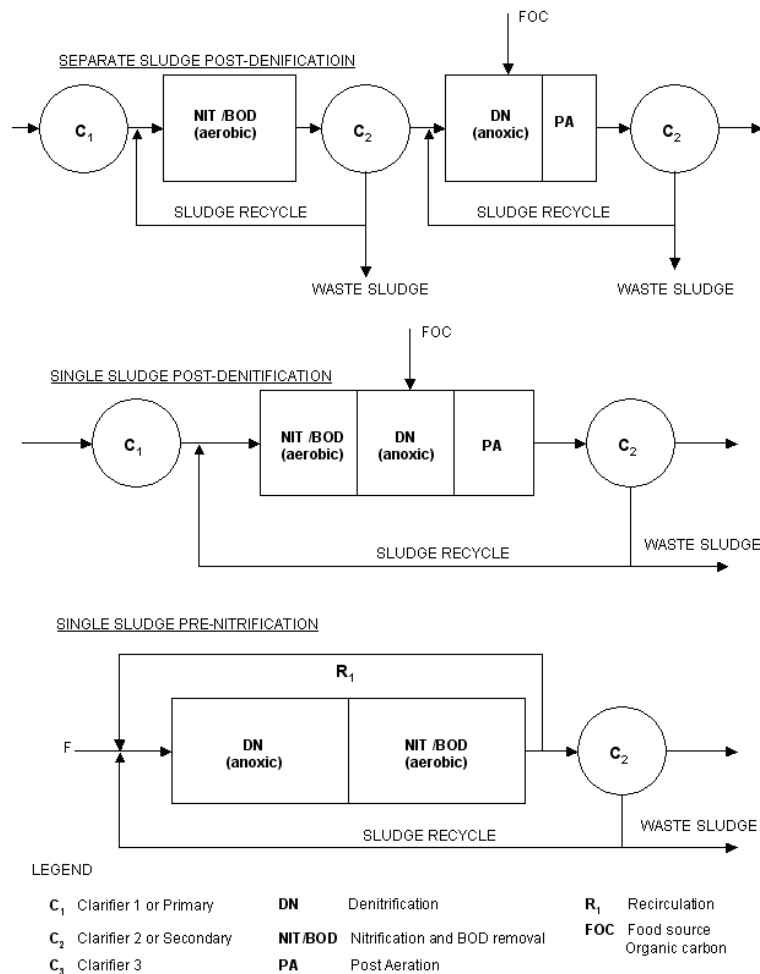 FOC
SEPARATE SLUDGE POST-DENIFICATIOIN
C1
NIT /BOD
(aerobic)
C2
DN
(anoxic)
PA
C2
SLUDGE RECYCLE
SLUDGE RECYCLE
WASTE SLUDGE
WASTE SLUDGE
FOC
SINGLE SLUDGE POST-DENITIFICATION
C1
NIT /BOD
(aerobic)
DN
(anoxic)
PA
C2
SLUDGE RECYCLE
WASTE SLUDGE
SINGLE SLUDGE PRE-NITRIFICATION
R1
F
DN
(anoxic)
NIT /BOD
(aerobic)
C2
SLUDGE RECYCLE
WASTE SLUDGE
LEGEND
C1 Clarifier 1 or Primary
DN Denitrification
R1 Recirculation
C2 Clarifier 2 or Secondary
NIT/BOD Nitrification and BOD removal
FOC Food source
Organic carbon
C3 Clarifier 3
PA Post Aeration